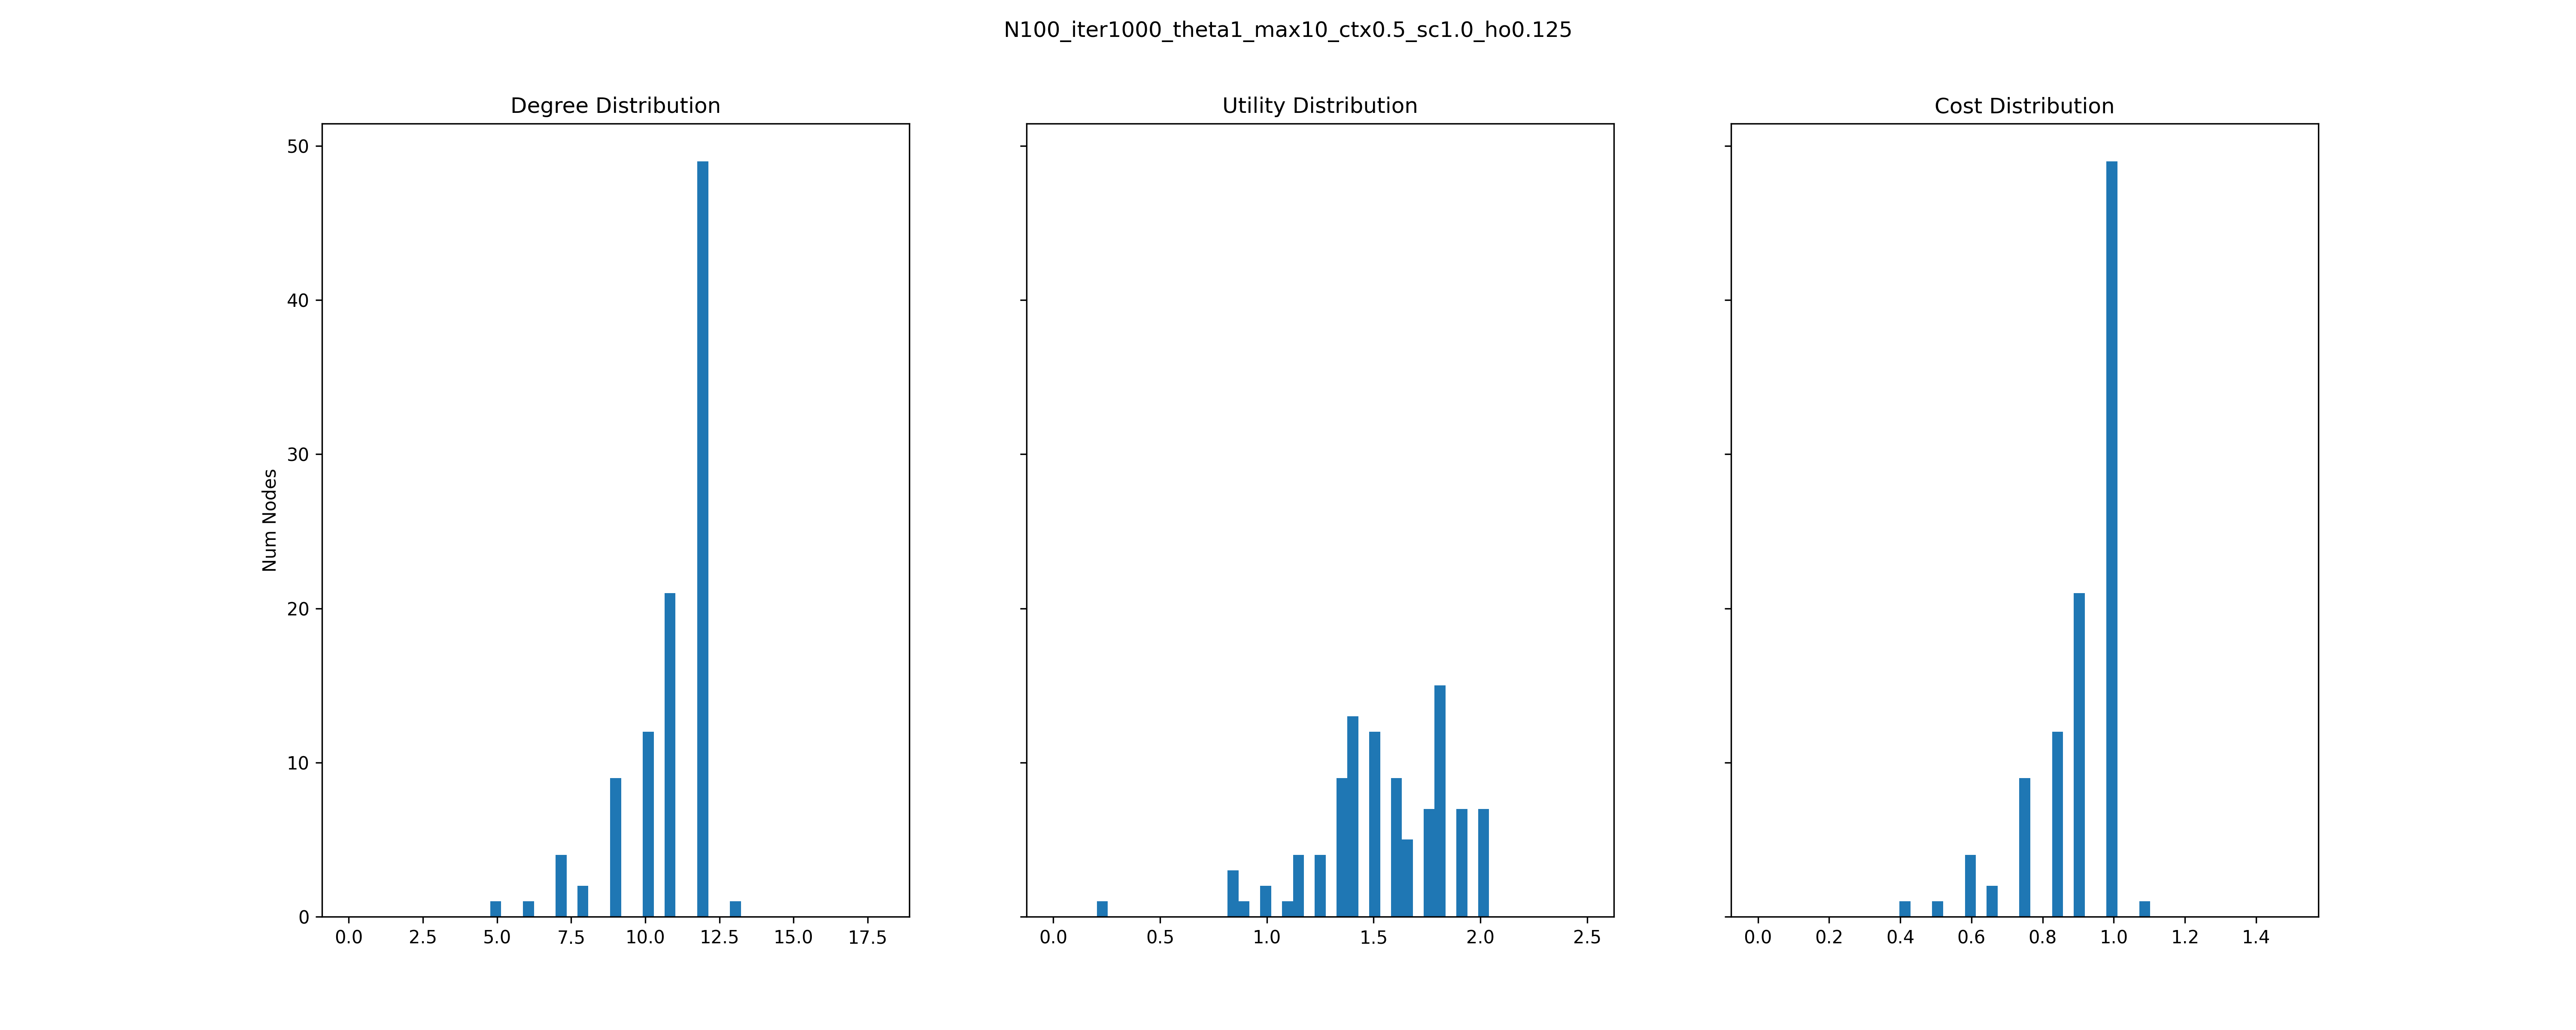 N100_iter1000_theta1_max10_ctx0.5_sc1.0_ho0.125
Degree Distribution
Utility Distribution
Cost Distribution
Num Nodes
50
40
30
20
10
0
0.0 2.5 5.0 7.5 10.0 12.5 15.0 17.5
0.0 0.5 1.0 1.5 2.0 2.5
0.0 0.2 0.4 0.6 0.8 1.0 1.2 1.4